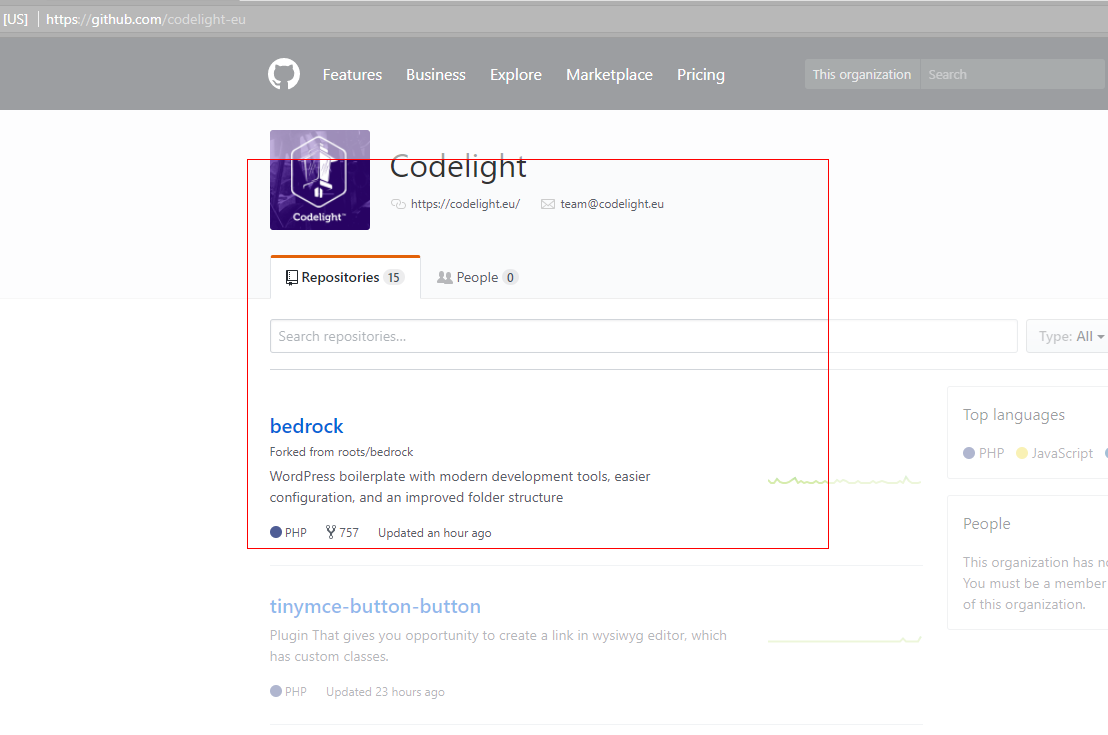 [US] https://github.com/codelight-eu
Features Business Explore Marketplace Pricing This organization Search
Codelight™
Codelight
https://codelight.eu/ team@codelight.eu
Repositories 15 People 0
Search repositories... Type: All
bedrock
Forked from roots/bedrock
WordPress boilerplate with modern development tools, easier
configuration, and an improved folder structure
PHP 757 Updated an hour ago
tinymce-button-button
Plugin That gives you opportunity to create a link in wysiwyg editor, which
has custom classes.
PHP Updated 23 hours ago
Top languages
PHP JavaScript
People
This organization has
You must be a member
of this organization.